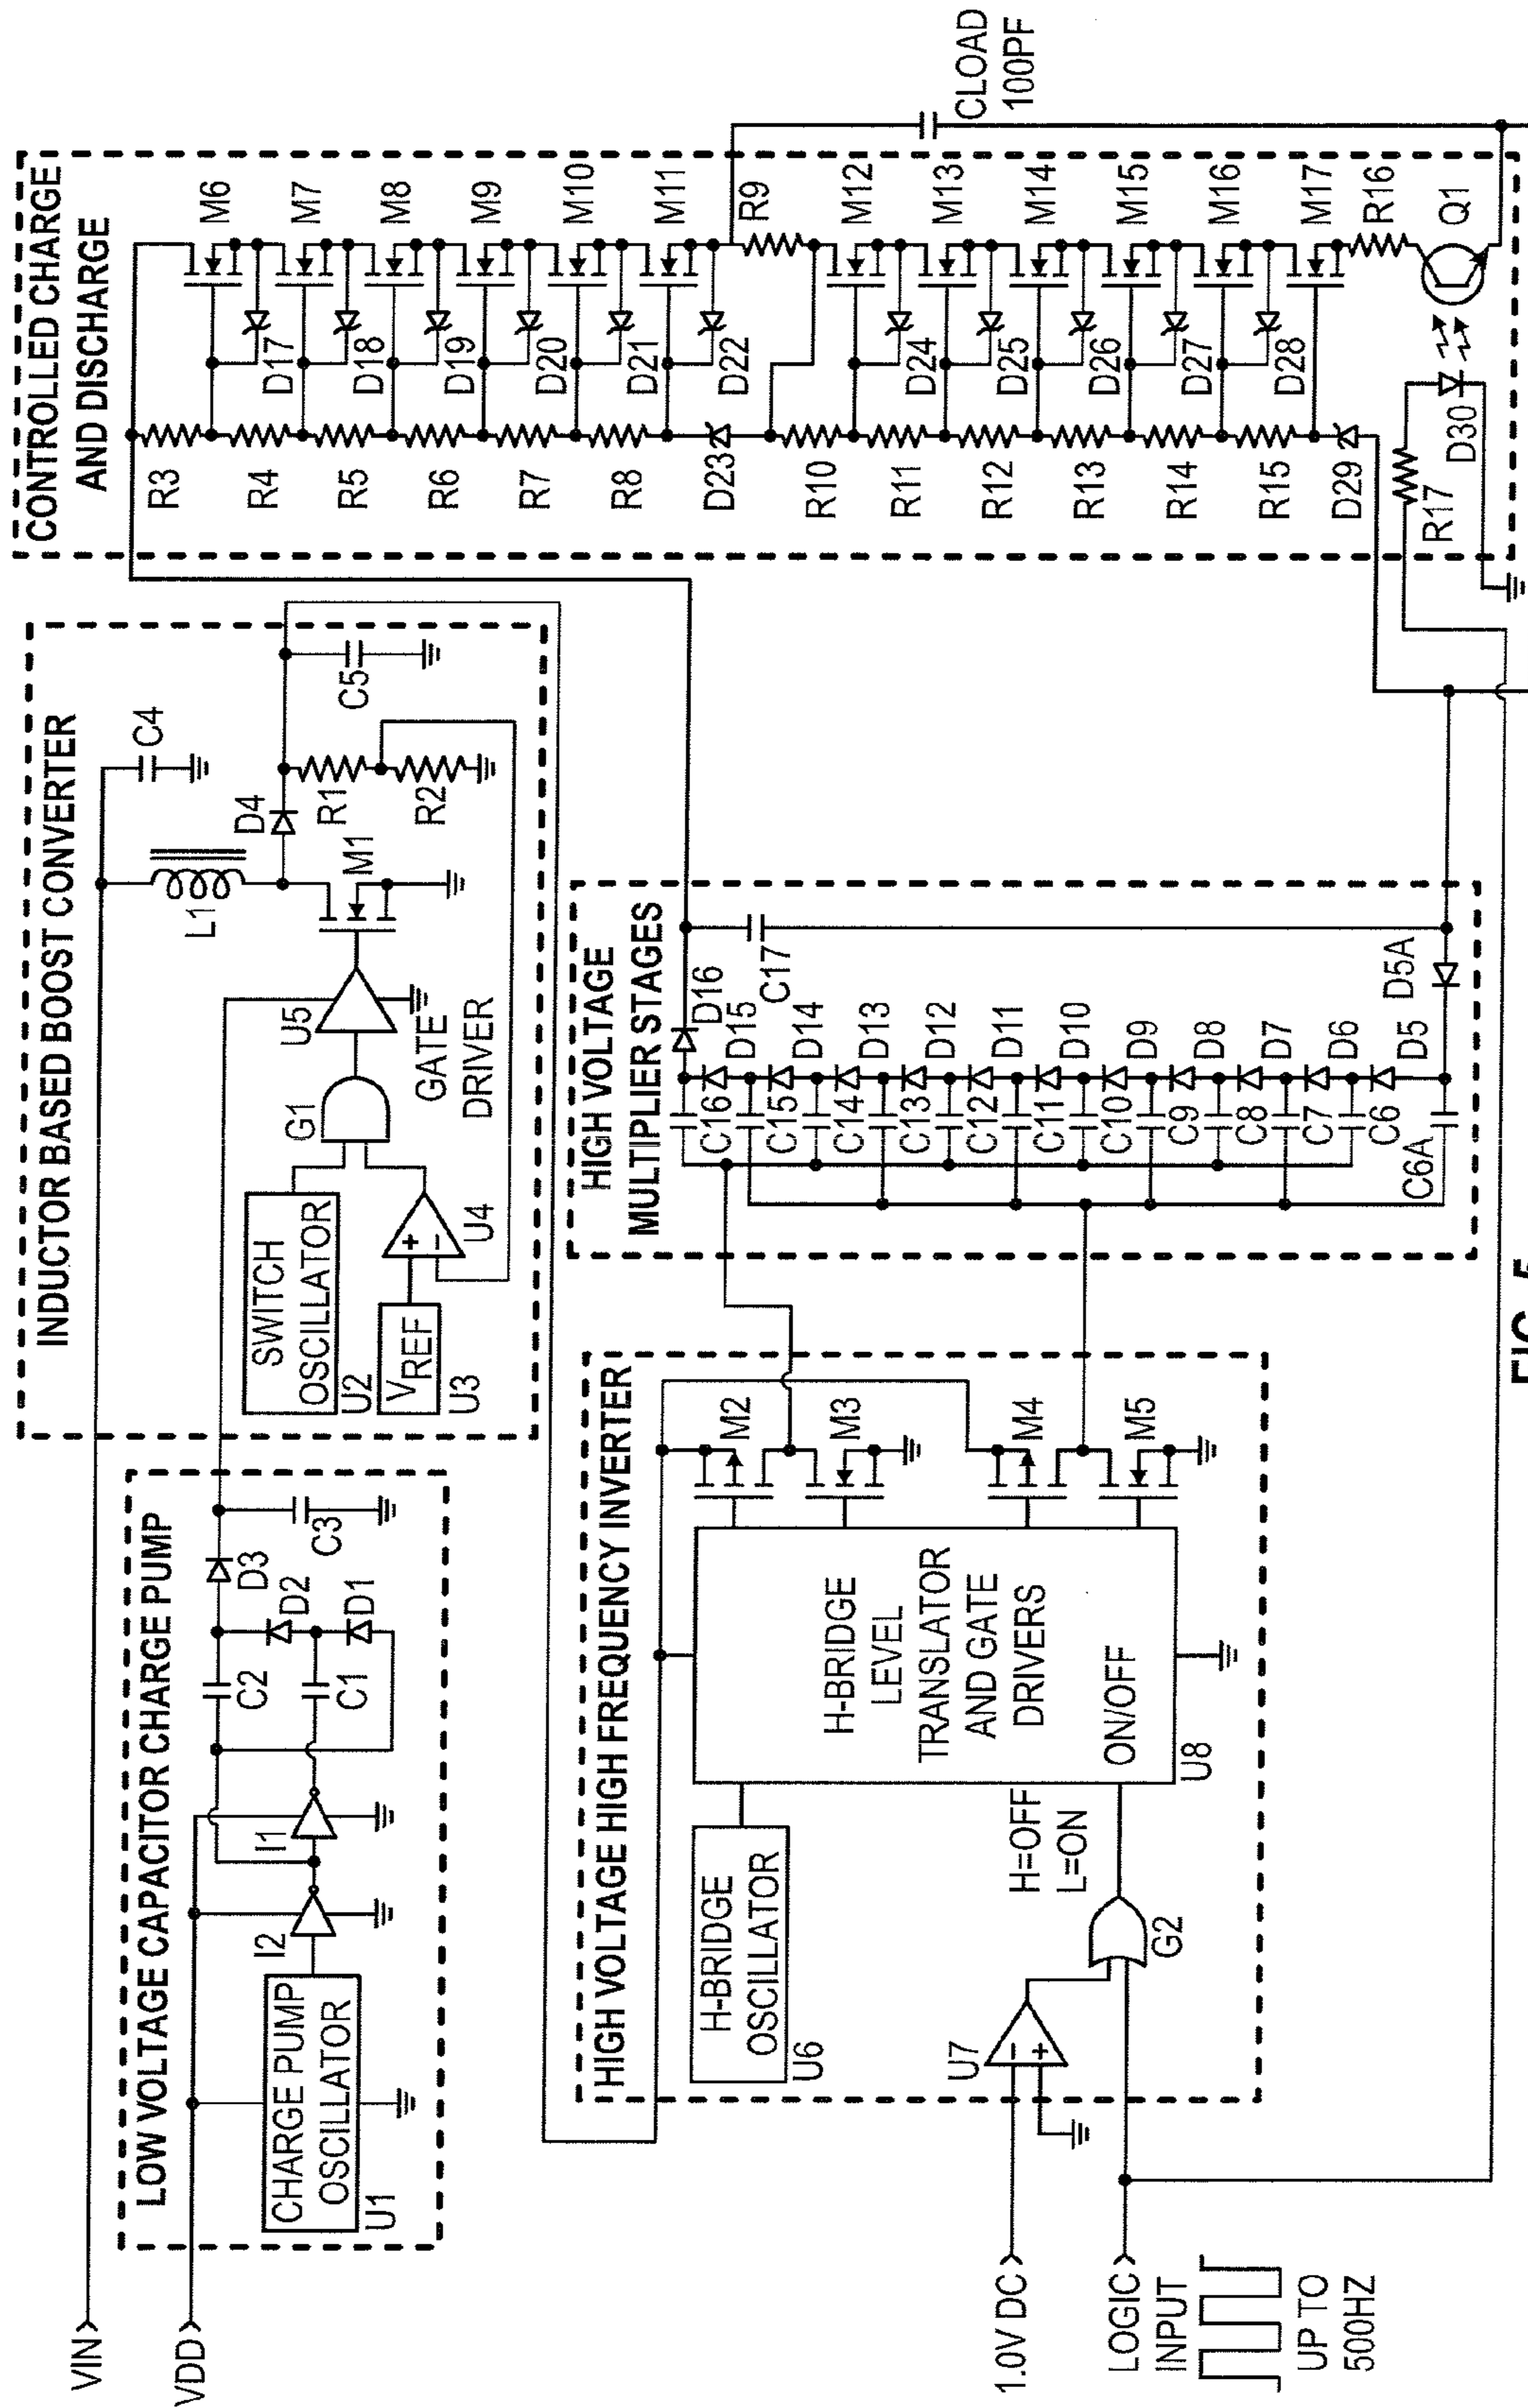 VIN
VDD
LOW VOLTAGE CAPACITOR CHARGE PUMP
CHARGE PUMP
OSCILLATOR
U1
I2
I1
C2
C1
D2
D1
D3
C3
INDUCTOR BASED BOOST CONVERTER
SWITCH
OSCILLATOR
U2
VREF
U3
+
-
U4
G1
U5
GATE
DRIVER
L1
M1
D4
R1
R2
C4
C5
HIGH VOLTAGE HIGH FREQUENCY INVERTER
H-BRIDGE
OSCILLATOR
U6
1.0V DC
-
+
U7
LOGIC
INPUT
UP TO
500HZ
G2
H=OFF
L=ON
H-BRIDGE
LEVEL
TRANSLATOR
AND GATE
DRIVERS
ON/OFF
U8
M2
M3
M4
M5
HIGH VOLTAGE
MULTIPLIER STAGES
C16
C15
C14
C13
C12
C11
C10
C9
C8
C7
C6
C6A
D16
D15
D14
D13
D12
D11
D10
D9
D8
D7
D6
D5
D5A
C17
CONTROLLED CHARGE
AND DISCHARGE
R3
R4
R5
R6
R7
R8
D23
R10
R11
R12
R13
R14
R15
D29
R17
D17
D18
D19
D20
D21
D22
D24
D25
D26
D27
D28
D30
M6
M7
M8
M9
M10
M11
R9
M12
M13
M14
M15
M16
M17
R16
Q1
CLOAD
100PF
FIG. 5